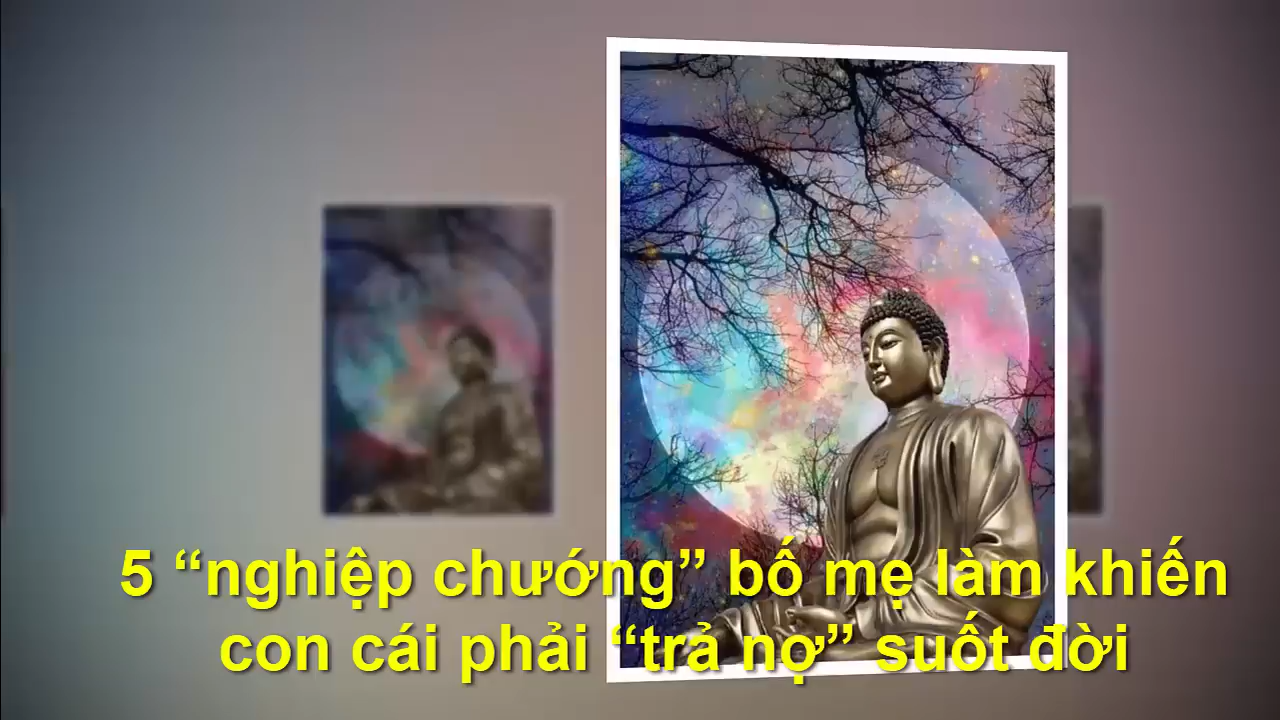 5 “nghiệp chướng” bố mẹ làm khiến
con cái phải “trả nợ” suốt đời